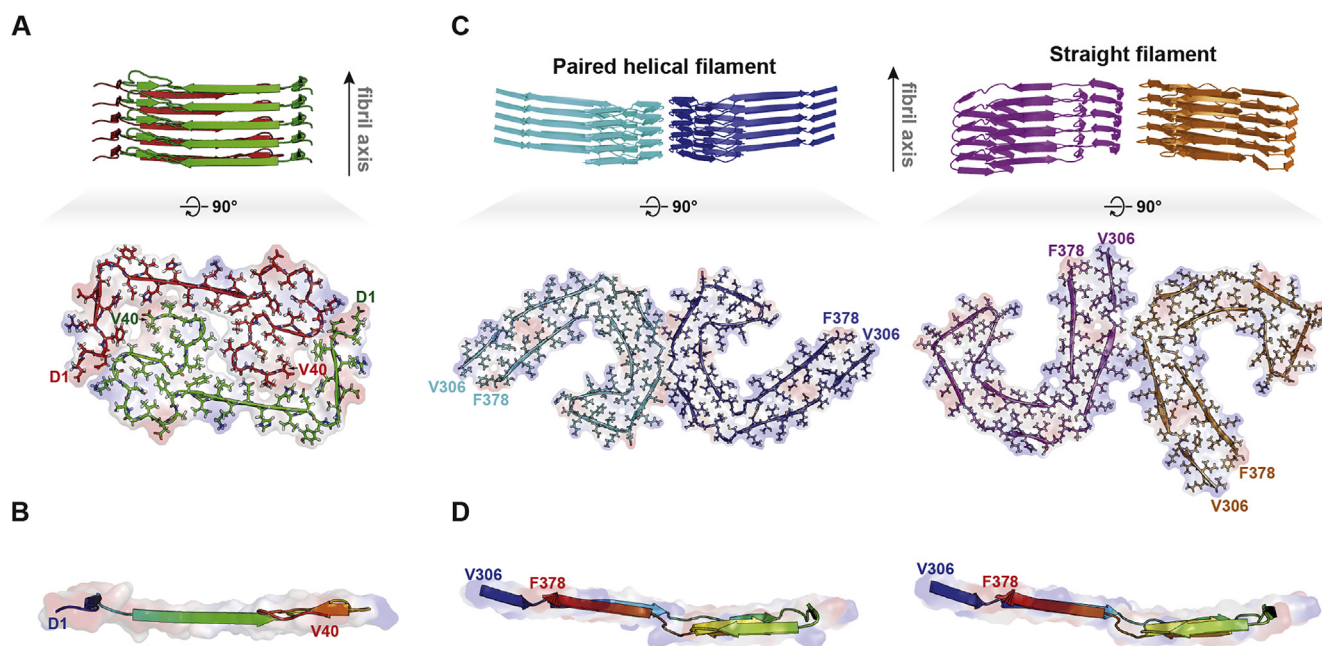 A
fibril axis
90°
D1
V40
V40
D1
C
Paired helical filament
Straight filament
fibril axis
90°
90°
V306
F378
F378
V306
F378
V306
F378
V306
B
D1
V40
D
V306
F378
V306
F378